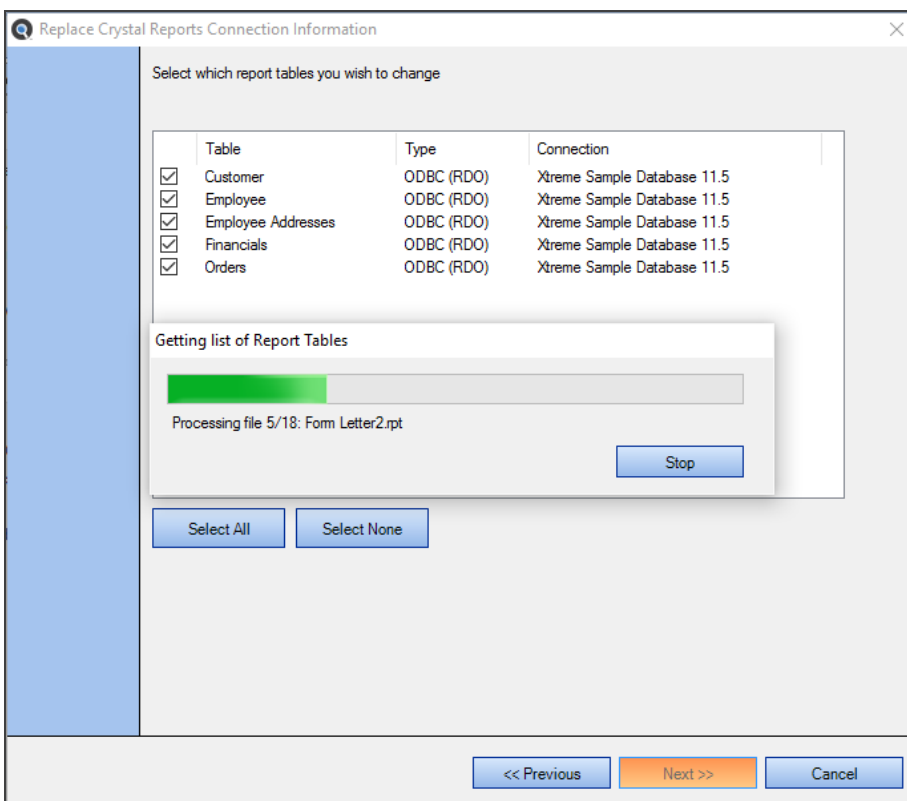 Replace Crystal Reports Connection Information
Select which report tables you wish to change
Table Type Connection
Customer ODBC (RDO) Xtreme Sample Database 11.5
Employee ODBC (RDO) Xtreme Sample Database 11.5
Employee Addresses ODBC (RDO) Xtreme Sample Database 11.5
Financials ODBC (RDO) Xtreme Sample Database 11.5
Orders ODBC (RDO) Xtreme Sample Database 11.5
Getting list of Report Tables
Processing file 5/18: Form Letter2.rpt
Stop
Select All Select None
<< Previous Next >> Cancel